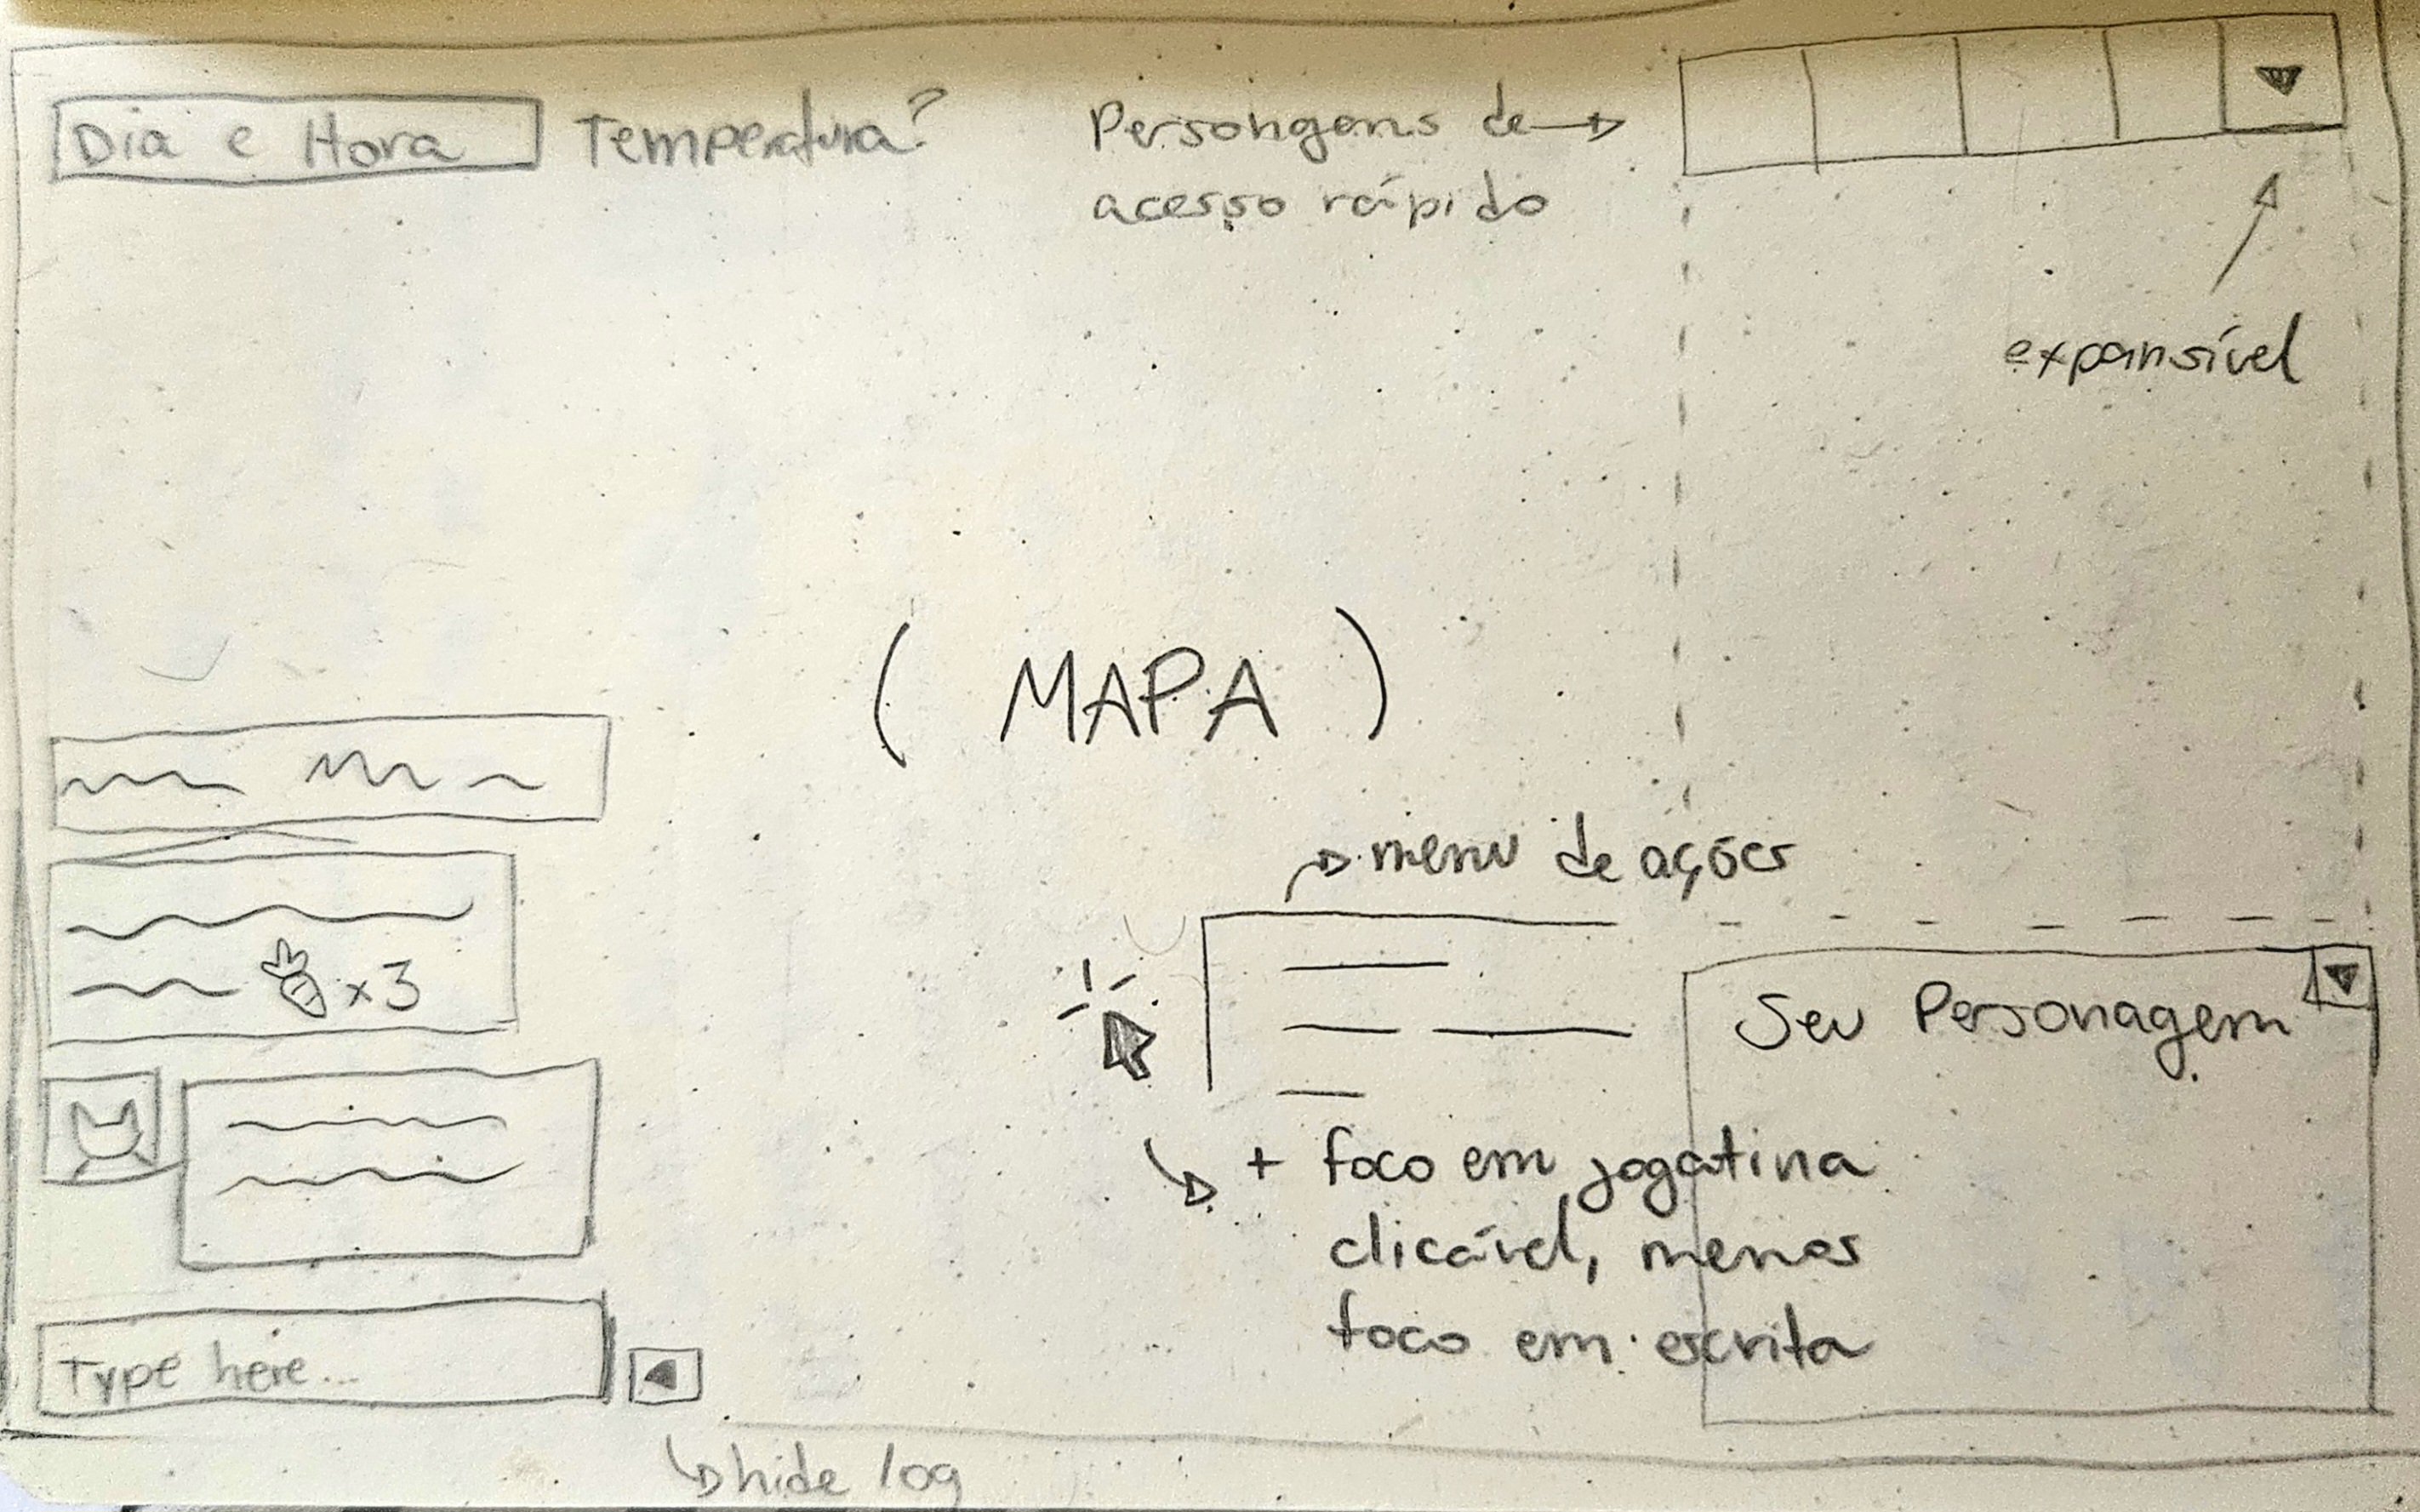 Dia e Hora
Temperatura?
Persongens de
acesso rápido
expansível
( MAPA )
x3
Type here...
hide log
menu de ações
Seu Personagem
+ foco em jogatina
clicável, menos
foco em escrita